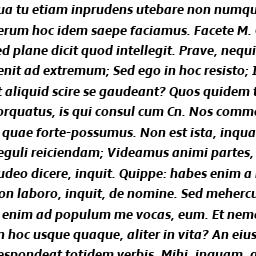 ua tu etiam inprudens utebare non numqu
erum hoc idem saepe faciamus. Facete M.
ed plane dicit quod intellegit. Prave, nequi
enit ad extremum; Sed ego in hoc resisto; I
t aliquid scire se gaudeant? Quos quidem t
orquatus, is qui consul cum Cn. Nos comme
quae forte-possumus. Non est ista, inqua
eguli reiciendam; Videamus animi partes,
udeo dicere, inquit. Quippe: habes enim a
on laboro, inquit, de nomine. Sed mehercu
enim ad populum me vocas, eum. Et neme
n hoc usque quaque, aliter in vita? An eius
espondeat totidem verbis. Mihi, inquam, q